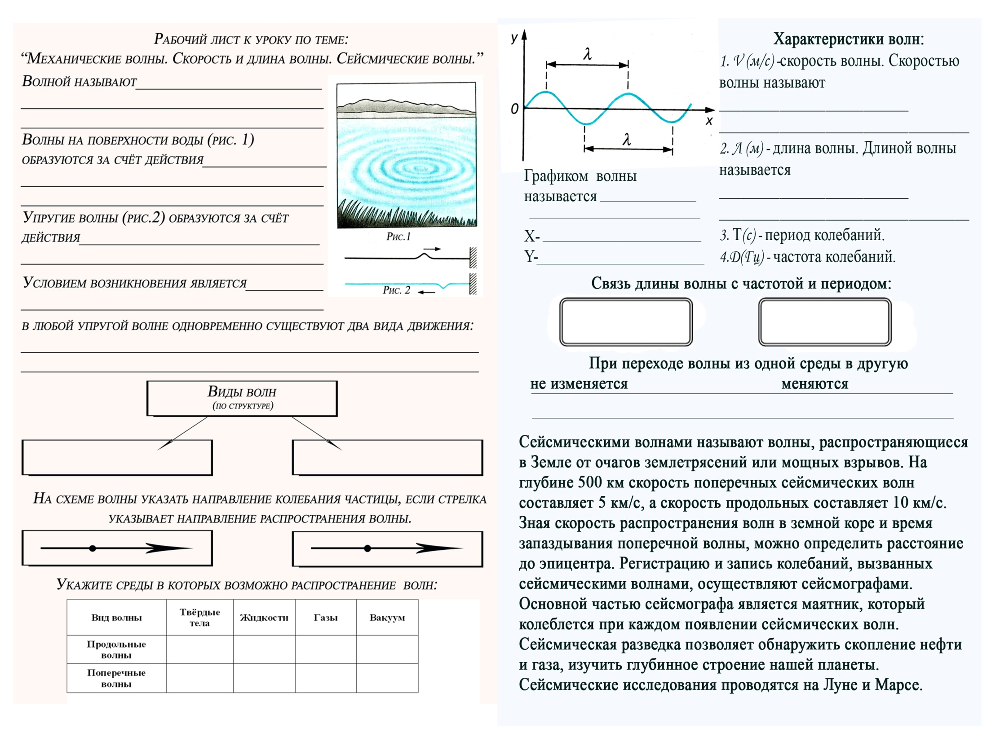 Рабочий лист к уроку по теме:
“Механические волны. Скорость и длина волны. Сейсмические волны.”
Волной называют
Волны на поверхности воды (рис. 1)
образуются за счёт действия
Упругие волны (рис.2) образуются за счёт
действия
Условием возникновения является
Рис.1
Рис. 2
в любой упругой волне одновременно существуют два вида движения:
Виды волн
(по структуре)
На схеме волны указать направление колебания частицы, если стрелка
указывает направление распространения волны.
Укажите среды в которых возможно распространение волн:
Вид волны Твёрдые тела Жидкости Газы Вакуум
Продольные волны
Поперечные волны
y
λ
0
x
λ
Графиком волны
называется
X-
Y-
Характеристики волн:
1. V (м/с) -скорость волны. Скоростью
волны называют
2. Λ (м) - длина волны. Длиной волны
называется
3. T(с) - период колебаний.
4.D(Гц) - частота колебаний.
Связь длины волны с частотой и периодом:
При переходе волны из одной среды в другую
не изменяется меняются
Сейсмическими волнами называют волны, распространяющиеся
в Земле от очагов землетрясений или мощных взрывов. На
глубине 500 км скорость поперечных сейсмических волн
составляет 5 км/с, а скорость продольных составляет 10 км/с.
Зная скорость распространения волн в земной коре и время
запаздывания поперечной волны, можно определить расстояние
до эпицентра. Регистрацию и запись колебаний, вызванных
сейсмическими волнами, осуществляют сейсмографами.
Основной частью сейсмографа является маятник, который
колеблется при каждом появлении сейсмических волн.
Сейсмическая разведка позволяет обнаружить скопление нефти
и газа, изучить глубинное строение нашей планеты.
Сейсмические исследования проводятся на Луне и Марсе.